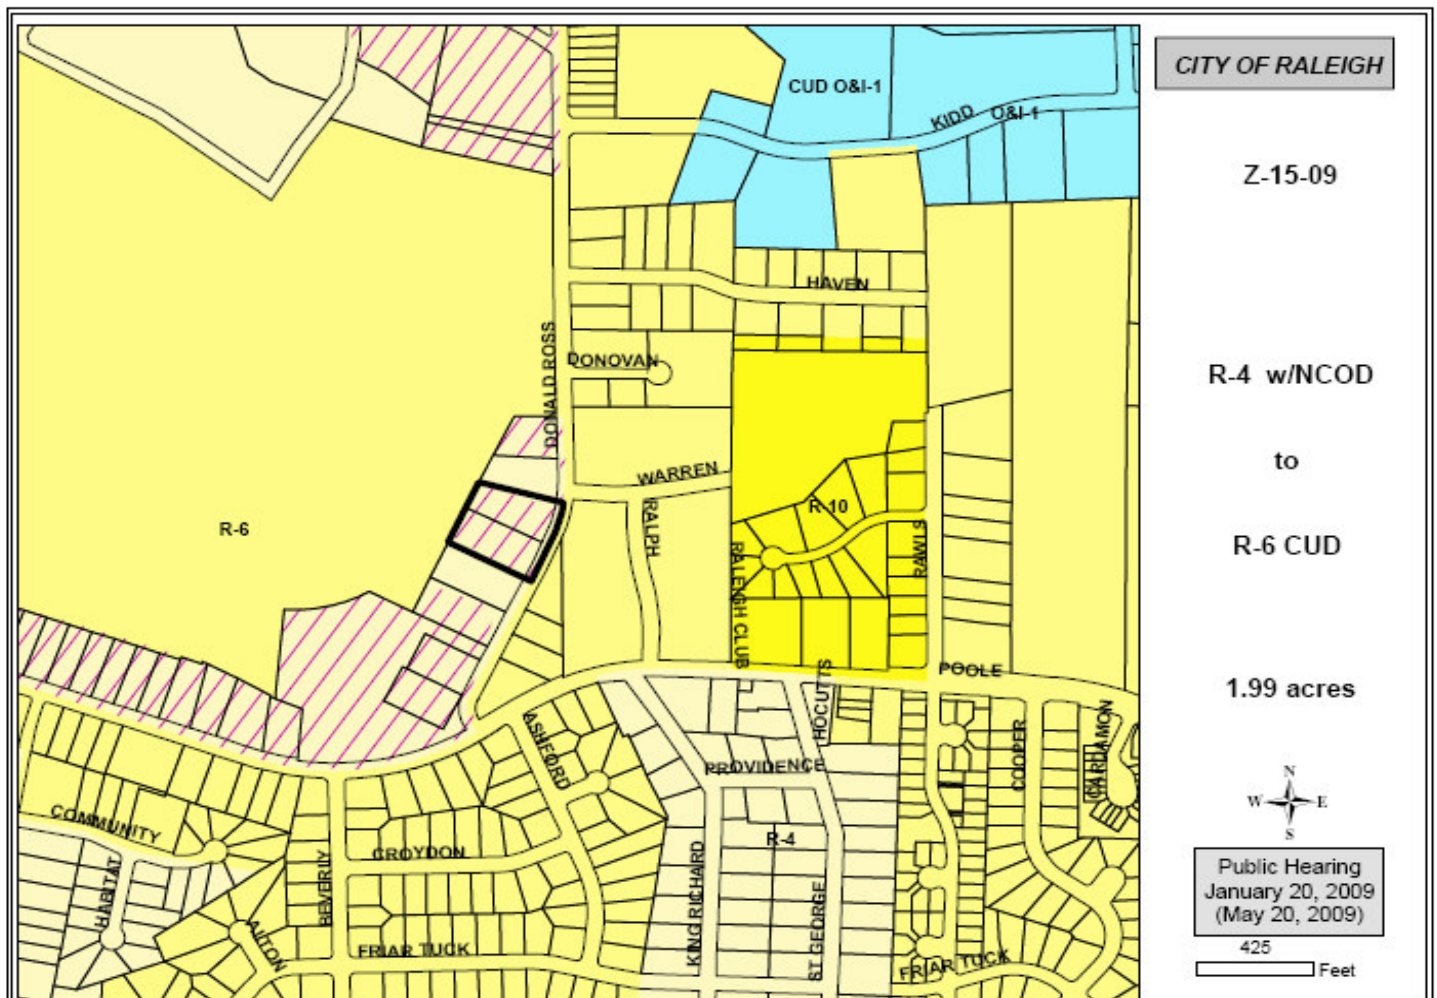 CITY OF RALEIGH
CUD O&I-1
KIDD
O&I-1
Z-15-09
HAVEN
DONALD ROSS
DONOVAN
R-4 w/NCOD
to
WARREN
RALPH
R-10
R-6
RALEIGH CLUB
RAWLS
R-6 CUD
POOLE
1.99 acres
HOCUTTS
ASHFORD
COOPER
CARDAMON
PROVIDENCE
N
W
E
S
COMMUNITY
HABITAT
BEVERLY
CROYDON
KING RICHARD
R-4
ST GEORGE
Public Hearing
January 20, 2009
(May 20, 2009)
FRIAR TUCK
FRIAR TUCK
425
Feet